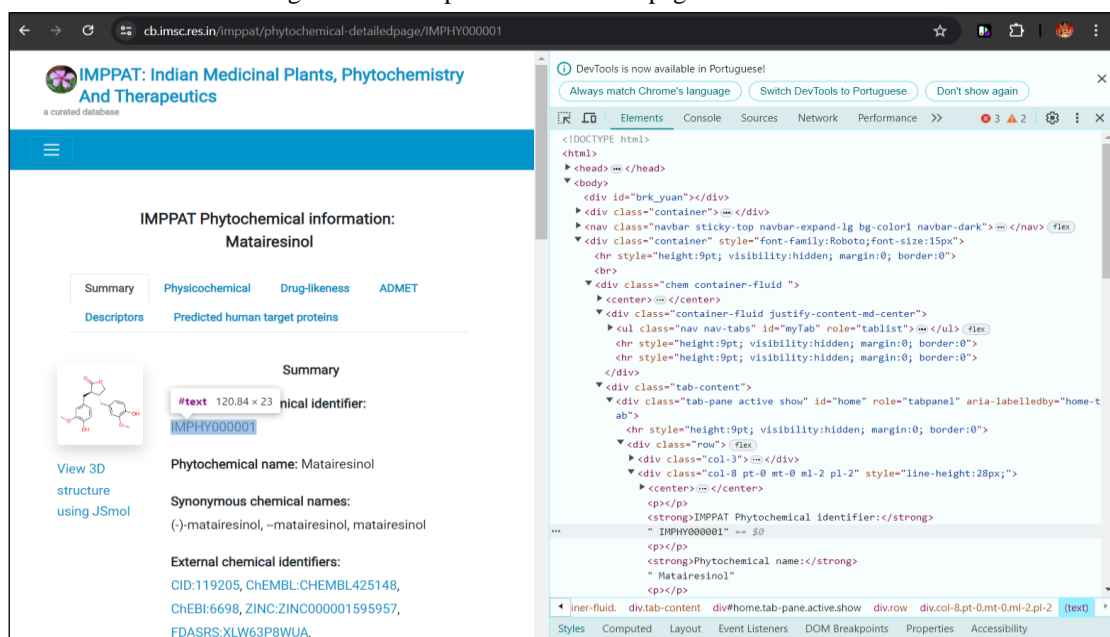 cb.imsc.res.in/imppat/phytochemical-detailedpage/IMPHY000001
IMPPAT: Indian Medicinal Plants, Phytochemistry
And Therapeutics
a curated database
IMPPAT Phytochemical information:
Matairesinol
Summary Physicochemical Drug-likeness ADMET
Descriptors Predicted human target proteins
Summary
#text 120.84 × 23
nical identifier:
IMPHY000001
View 3D
structure
using JSmol
Phytochemical name: Matairesinol
Synonymous chemical names:
(-)-matairesinol, --matairesinol, matairesinol
External chemical identifiers:
CID:119205, ChEMBL:CHEMBL425148,
ChEBI:6698, ZINC:ZINC000001595957,
FDASRS:XLW63P8WUA,
DevTools is now available in Portuguese!
Always match Chrome's language Switch DevTools to Portuguese Don't show again
Elements Console Sources Network Performance 3 2
<!DOCTYPE html>
<html>
<head> ⋯ </head>
<body>
<div id="brk_yuan"></div>
<div class="container"> ⋯ </div>
<nav class="navbar sticky-top navbar-expand-lg bg-color1 navbar-dark"> ⋯ </nav> flex
<div class="container" style="font-family:Roboto;font-size:15px">
<hr style="height:9pt; visibility:hidden; margin:0; border:0">
<br>
<div class="chem container-fluid ">
<center> ⋯ </center>
<div class="container-fluid justify-content-md-center">
<ul class="nav nav-tabs" id="myTab" role="tablist"> ⋯ </ul> flex
<hr style="height:9pt; visibility:hidden; margin:0; border:0">
<hr style="height:9pt; visibility:hidden; margin:0; border:0">
</div>
<div class="tab-content">
<div class="tab-pane active show" id="home" role="tabpanel" aria-labelledby="home-t
ab">
<hr style="height:9pt; visibility:hidden; margin:0; border:0">
<div class="row"> flex
<div class="col-3"> ⋯ </div>
<div class="col-8 pt-0 mt-0 ml-2 pl-2" style="line-height:28px;">
<center> ⋯ </center>
<p></p>
<strong>IMPPAT Phytochemical identifier:</strong>
" IMPHY000001" == $0
<p></p>
<strong>Phytochemical name:</strong>
" Matairesinol"
<p></p>
iner-fluid. div.tab-content div#home.tab-pane.active.show div.row div.col-8.pt-0.mt-0.ml-2.pl-2 (text)
Styles Computed Layout Event Listeners DOM Breakpoints Properties Accessibility